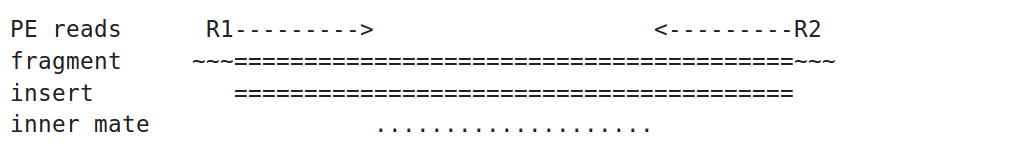 PE reads      R1--------->                    <---------R2
fragment     ~~~========================================~~~
insert          ========================================
inner mate                ....................